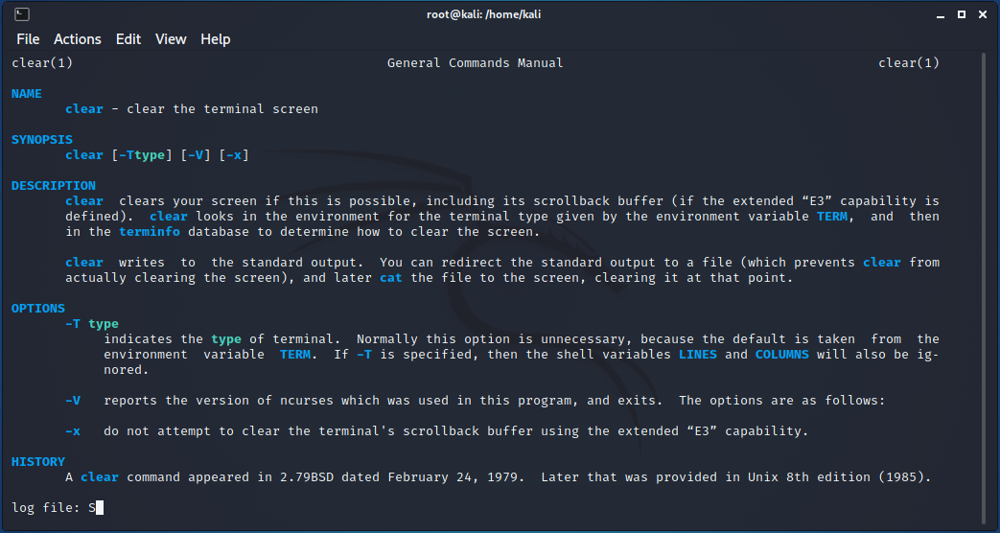 root@kali: /home/kali
File Actions Edit View Help
clear(1) General Commands Manual clear(1)
NAME
clear - clear the terminal screen
SYNOPSIS
clear [-Ttype] [-V] [-x]
DESCRIPTION
clear clears your screen if this is possible, including its scrollback buffer (if the extended “E3” capability is
defined). clear looks in the environment for the terminal type given by the environment variable TERM, and then
in the terminfo database to determine how to clear the screen.
clear writes to the standard output. You can redirect the standard output to a file (which prevents clear from
actually clearing the screen), and later cat the file to the screen, clearing it at that point.
OPTIONS
-T type
indicates the type of terminal. Normally this option is unnecessary, because the default is taken from the
environment variable TERM. If -T is specified, then the shell variables LINES and COLUMNS will also be ig-
nored.
-V reports the version of ncurses which was used in this program, and exits. The options are as follows:
-x do not attempt to clear the terminal's scrollback buffer using the extended “E3” capability.
HISTORY
A clear command appeared in 2.79BSD dated February 24, 1979. Later that was provided in Unix 8th edition (1985).
log file: S